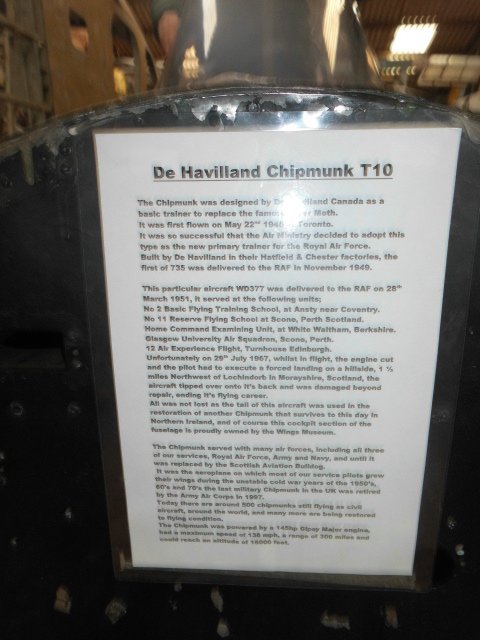 De Havilland Chipmunk T10
The Chipmunk was designed by De Havilland Canada as a
basic trainer to replace the famous Moth.
It was first flown on May 22nd Toronto.
It was so successful that the Air Ministry decided to adopt this
type as the new primary trainer for the Royal Air Force.
Built by De Havilland in their Hatfield & Chester factories, the
first of 735 was delivered to the RAF in November 1949.
This particular aircraft WD377 was delivered to the RAF on 28th
March 1951, it served at the following units;
No 2 Basic Flying Training School, at Ansty near Coventry.
No 11 Reserve Flying School at Scone, Perth Scotland.
Home Command Examining Unit, at White Waltham, Berkshire.
Glasgow University Air Squadron, Scone, Perth.
12 Air Experience Flight, Turnhouse Edinburgh.
Unfortunately on 29th July 1967, whilst in flight, the engine cut
and the pilot had to execute a forced landing on a hillside, 1 ½
miles Northwest of Lochindorb in Morayshire, Scotland, the
aircraft tipped over onto it's back and was damaged beyond
repair, ending it's flying career.
All was not lost as the tail of this aircraft was used in the
restoration of another Chipmunk that survives to this day in
Northern Ireland, and of course this cockpit section of the
fuselage is proudly owned by the Wings Museum.
The Chipmunk served with many air forces, including all three
of our services, Royal Air Force, Army and Navy, and until it
was replaced by the Scottish Aviation Bulldog.
It was the aeroplane on which most of our service pilots grew
their wings during the unstable cold war years of the 1950's,
60's and 70's the last military Chipmunk in the UK was retired
by the Army Air Corps in 1997.
Today there are around 500 chipmunks still flying as civil
aircraft, around the world, and many more are being restored
to flying condition.
The Chipmunk was powered by a 145hp Gipsy Major engine,
had a maximum speed of 138 mph, a range of 300 miles and
could reach an altitude of 16000 feet.